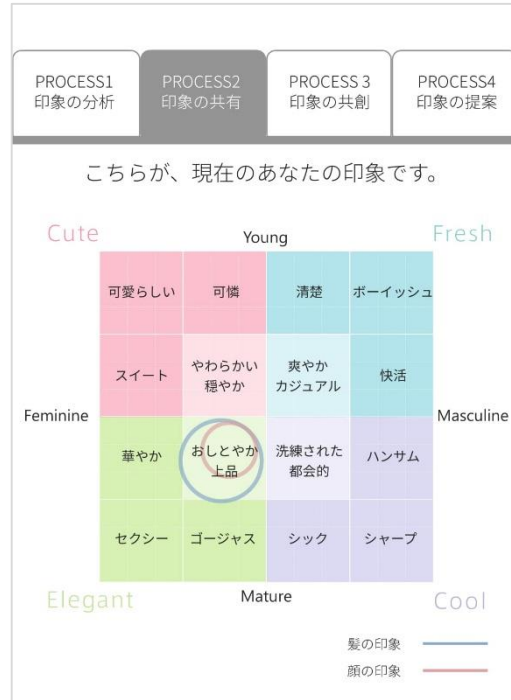 PROCESS1
印象の分析
PROCESS2
印象の共有
PROCESS 3
印象の共創
PROCESS4
印象の提案
こちらが、現在のあなたの印象です。
Cute
Young
Fresh
可愛らしい
可憐
清楚
ボーイッシュ
スイート
やわらかい
穏やか
爽やか
カジュアル
快活
Feminine
Masculine
華やか
おしとやか
上品
洗練された
都会的
ハンサム
セクシー
ゴージャス
シック
シャープ
Elegant
Mature
Cool
髪の印象
顔の印象